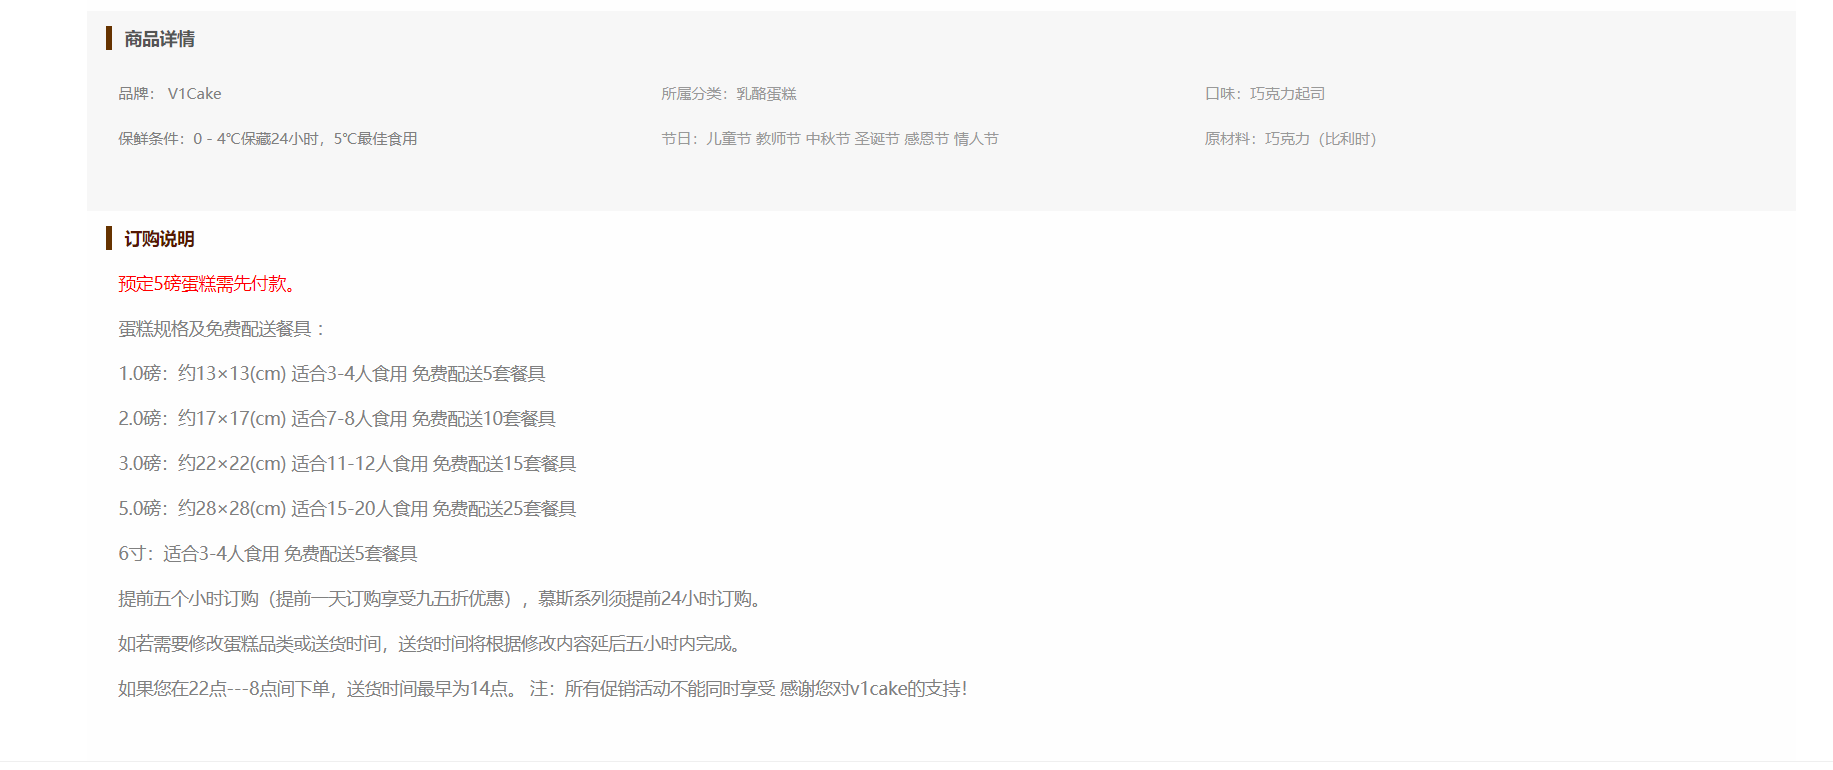 商品详情
品牌： V1Cake 所属分类：乳酪蛋糕 口味：巧克力起司
保鲜条件：0 - 4℃保藏24小时，5℃最佳食用 节日：儿童节 教师节 中秋节 圣诞节 感恩节 情人节 原材料：巧克力（比利时）
订购说明
预定5磅蛋糕需先付款。
蛋糕规格及免费配送餐具：
1.0磅：约13×13(cm) 适合3-4人食用 免费配送5套餐具
2.0磅：约17×17(cm) 适合7-8人食用 免费配送10套餐具
3.0磅：约22×22(cm) 适合11-12人食用 免费配送15套餐具
5.0磅：约28×28(cm) 适合15-20人食用 免费配送25套餐具
6寸：适合3-4人食用 免费配送5套餐具
提前五个小时订购（提前一天订购享受九五折优惠），慕斯系列须提前24小时订购。
如若需要修改蛋糕品类或送货时间，送货时间将根据修改内容延后五小时内完成。
如果您在22点---8点间下单，送货时间最早为14点。 注：所有促销活动不能同时享受 感谢您对v1cake的支持！